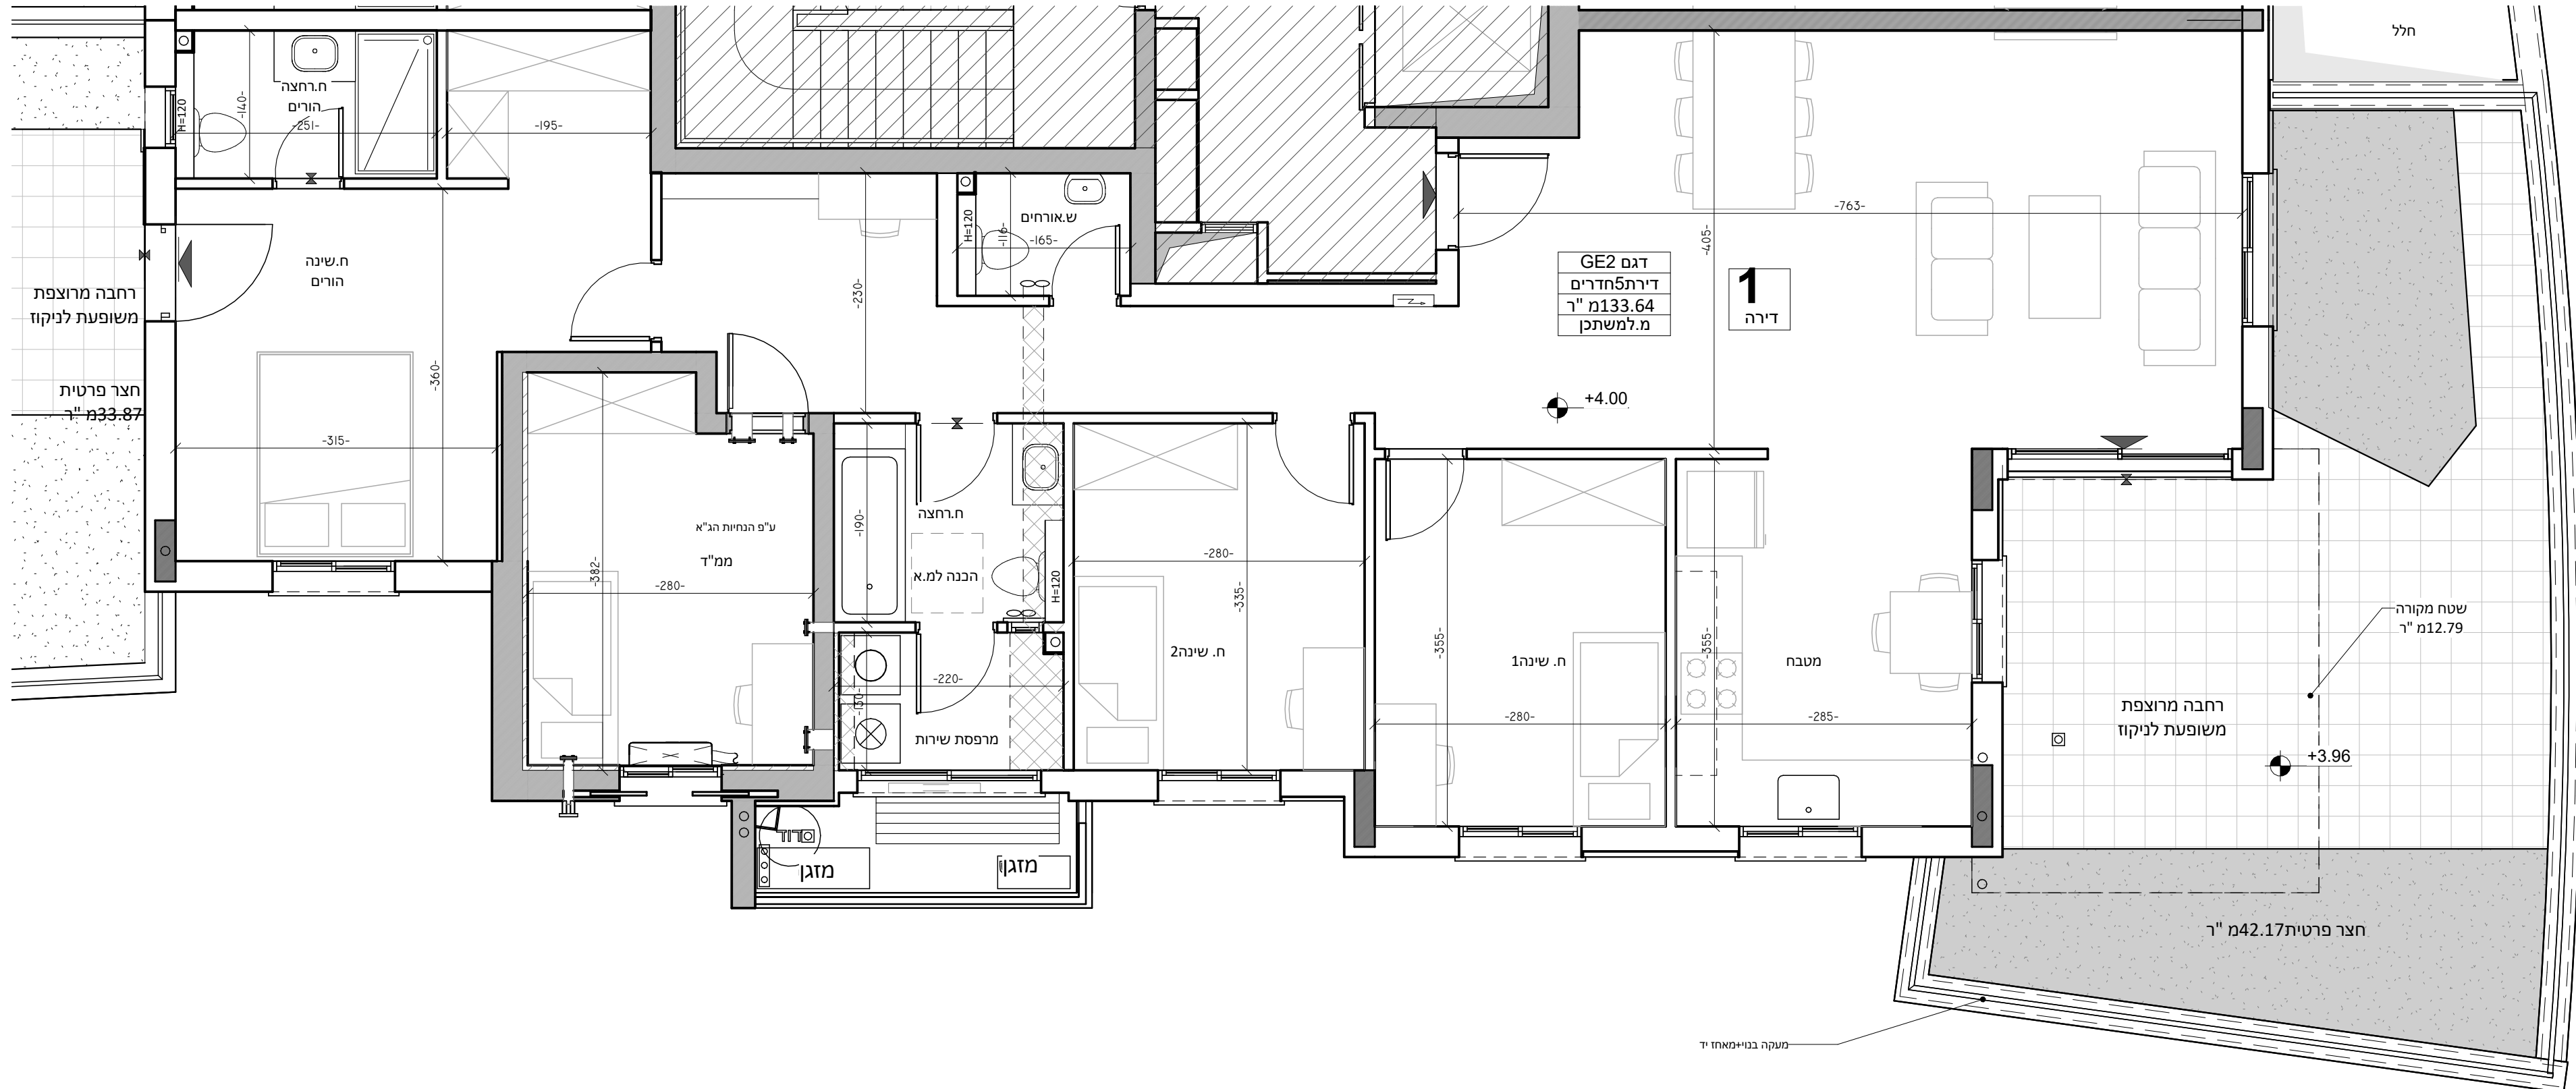 חלל
ח.רחצה
הורים
H=120
-140-
-251-
-195-
ח.שינה
הורים
-360-
-315-
רחבה מרוצפת
משופעת לניקוז
חצר פרטית
33.87מ "ר
-230-
ש.אורחים
H=120
-116-
-165-
-763-
-405-
דגם GE2
דירת5חדרים
133.64מ "ר
מ.למשתכן
1
דירה
+4.00
ע"פ הנחיות הג"א
ממ"ד
-382-
-280-
ח.רחצה
-190-
הכנה למ.א
H=120
-220-
-130-
מרפסת שירות
-280-
-335-
ח. שינה2
-355-
ח. שינה1
-280-
-355-
מטבח
-285-
שטח מקורה
12.79מ "ר
רחבה מרוצפת
משופעת לניקוז
+3.96
דוד
מזגן
מזגן
חצר פרטית42.17מ "ר
מעקה בנוי+מאחז יד